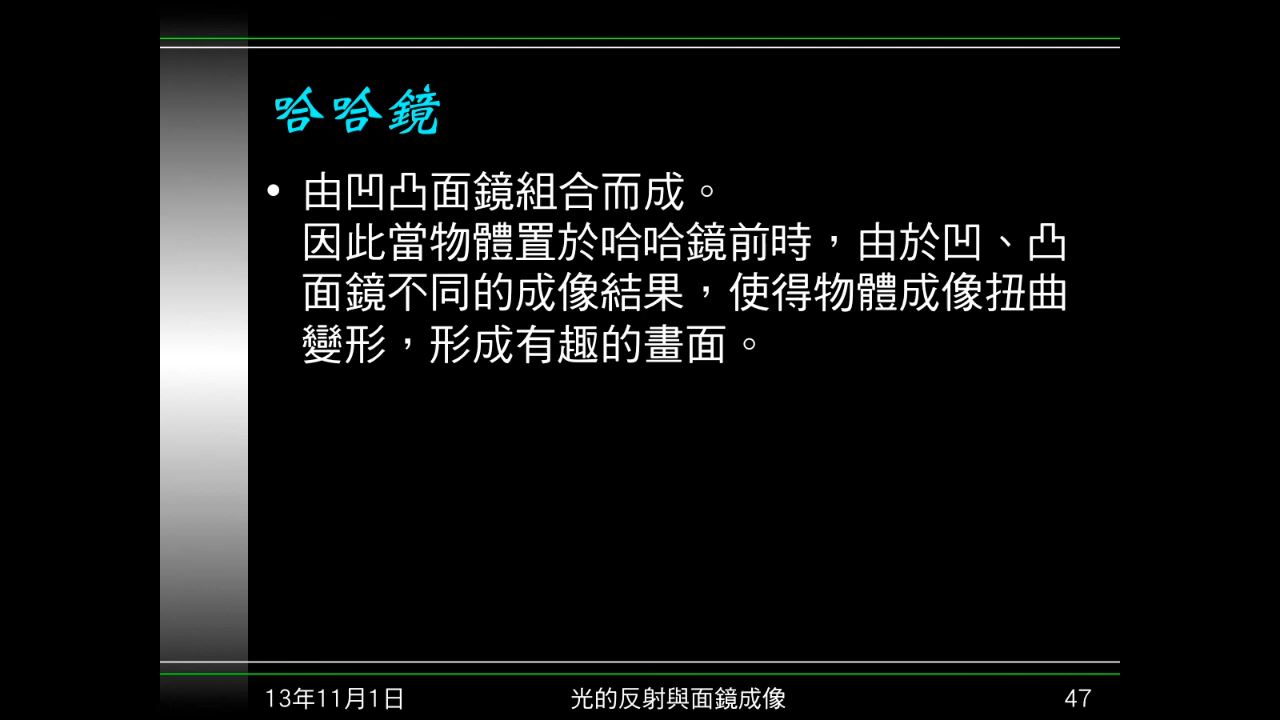 哈哈鏡
• 由凹凸面鏡組合而成。
因此當物體置於哈哈鏡前時，由於凹、凸
面鏡不同的成像結果，使得物體成像扭曲
變形，形成有趣的畫面。
13年11月1日
光的反射與面鏡成像
47